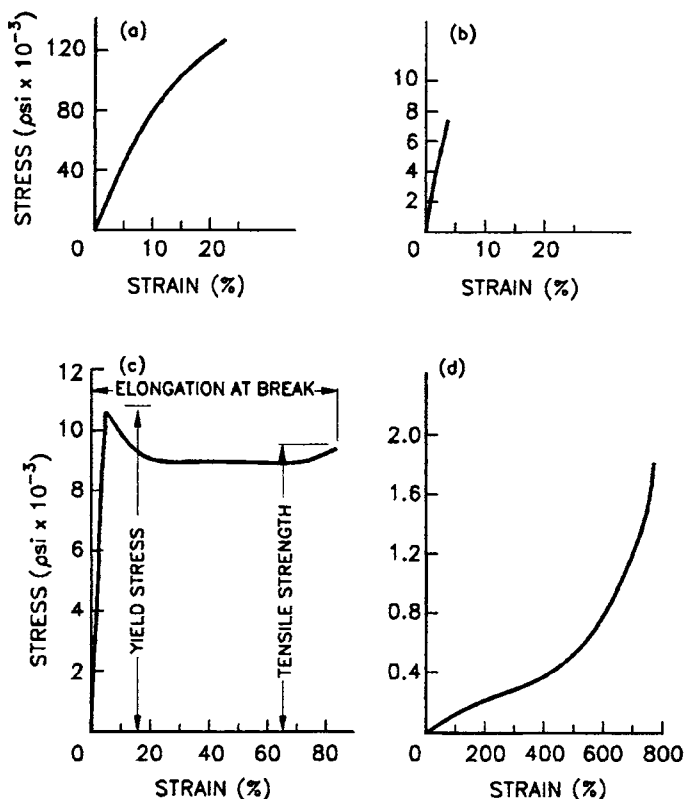 (a)
120
80
40
0
10
20
STRESS (ρsi x 10⁻³)
STRAIN (%)
(b)
10
8
6
4
2
0
10
20
STRAIN (%)
(c)
12
10
8
6
4
2
0
20
40
60
80
ELONGATION AT BREAK
YIELD STRESS
TENSILE STRENGTH
STRESS (ρsi x 10⁻³)
STRAIN (%)
(d)
2.0
1.6
1.2
0.8
0.4
0
200
400
600
800
STRAIN (%)